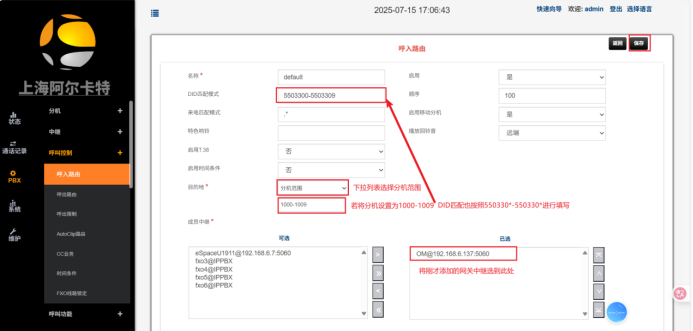 2025-07-15 17:06:43
快速向导 欢迎: admin 登出 选择语言
上海阿尔卡特
状态
通话记录
PBX
系统
维护
分机 +
中继 +
呼叫控制 +
呼入路由
呼出路由
呼出限制
AutoClip路由
CC业务
时间条件
FXO线路锁定
呼叫功能 +
呼入路由
返回 保存
名称 * default 启用 是
DID匹配模式 5503300-5503309 顺序 100
来电匹配模式 .* 启用移动分机 是
特色响铃 播放回铃音 远端
启用T.38 否
启用时间条件 否
目的地 * 分机范围 下拉列表选择分机范围
1000-1009 若将分机设置为1000-1009 DID匹配也按照550330*-550330*进行填写
成员中继 *
可选 已选
eSpaceU1911@192.168.6.7:5060
fxo3@IPPBX
fxo4@IPPBX
fxo5@IPPBX
fxo6@IPPBX
OM@192.168.6.137:5060
将刚才添加的网关中继选到此处